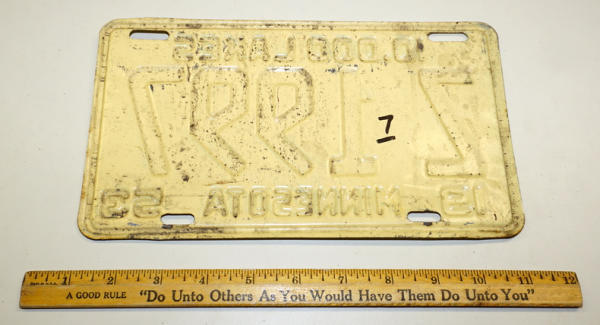 10,000 LAKES
7
19 MINNESOTA 53
1 2 3 4 5 6 7 8 9 10 11 12
A GOOD RULE "Do Unto Others As You Would Have Them Do Unto You"